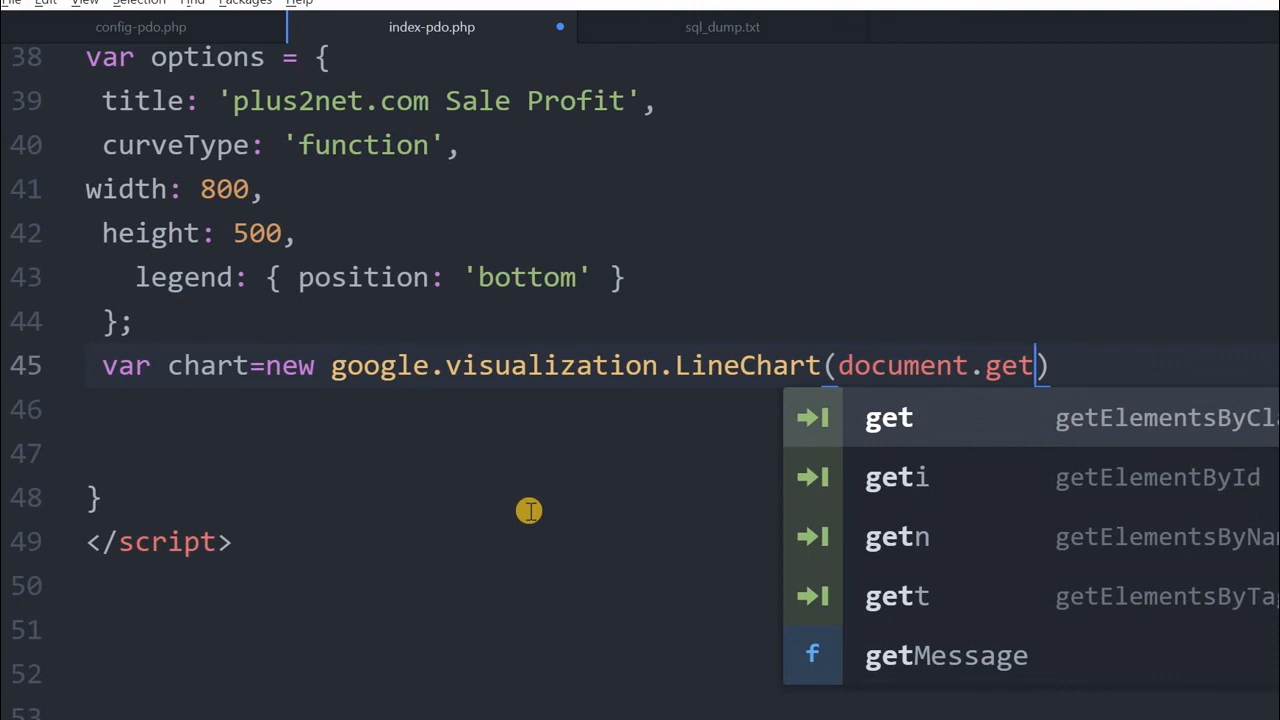 File Edit View Selection Find Packages Help
config-pdo.php index-pdo.php sql_dump.txt
38 var options = {
39 title: 'plus2net.com Sale Profit',
40 curveType: 'function',
41 width: 800,
42 height: 500,
43 legend: { position: 'bottom' }
44 };
45 var chart=new google.visualization.LineChart(document.get)
46 get getElementsByCla
47 geti getElementById
48 }
getn getElementsByNa
49 </script>
50 gett getElementsByTag
51 getMessage
52
53